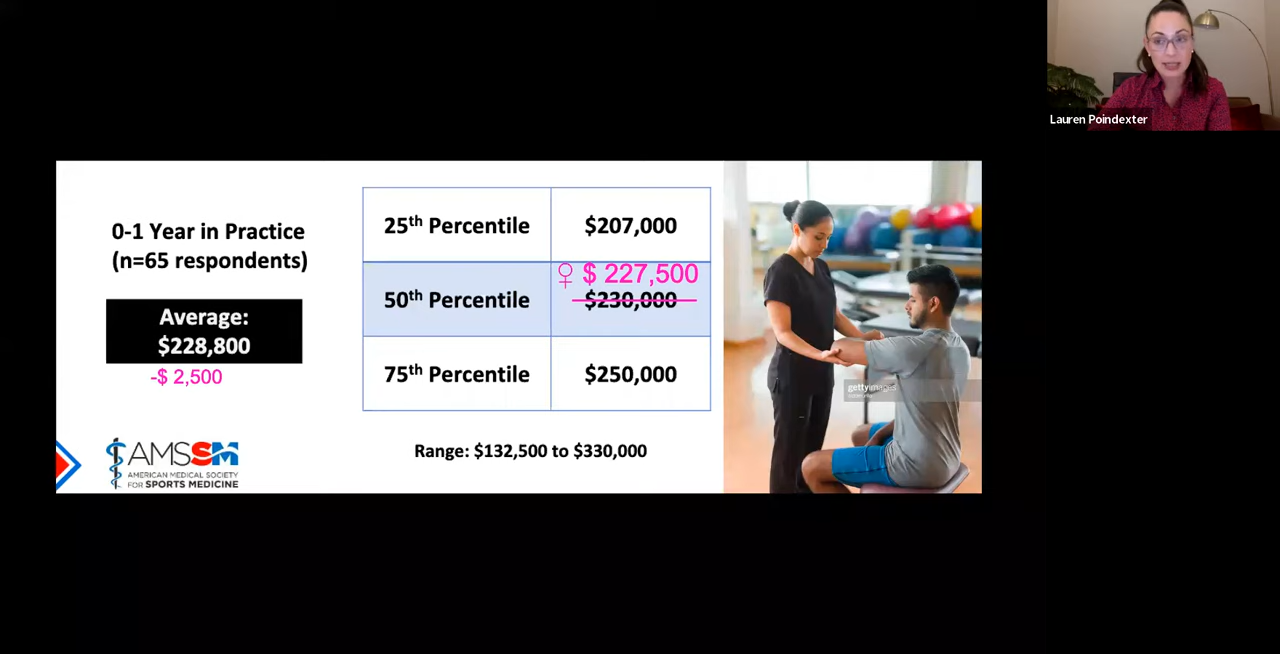 Lauren Poindexter
0-1 Year in Practice
(n=65 respondents)
Average:
$228,800
-$ 2,500
25th Percentile $207,000
♀ $ 227,500
50th Percentile $230,000
75th Percentile $250,000
Range: $132,500 to $330,000
AMSSM
AMERICAN MEDICAL SOCIETY
FOR SPORTS MEDICINE
gettyimages